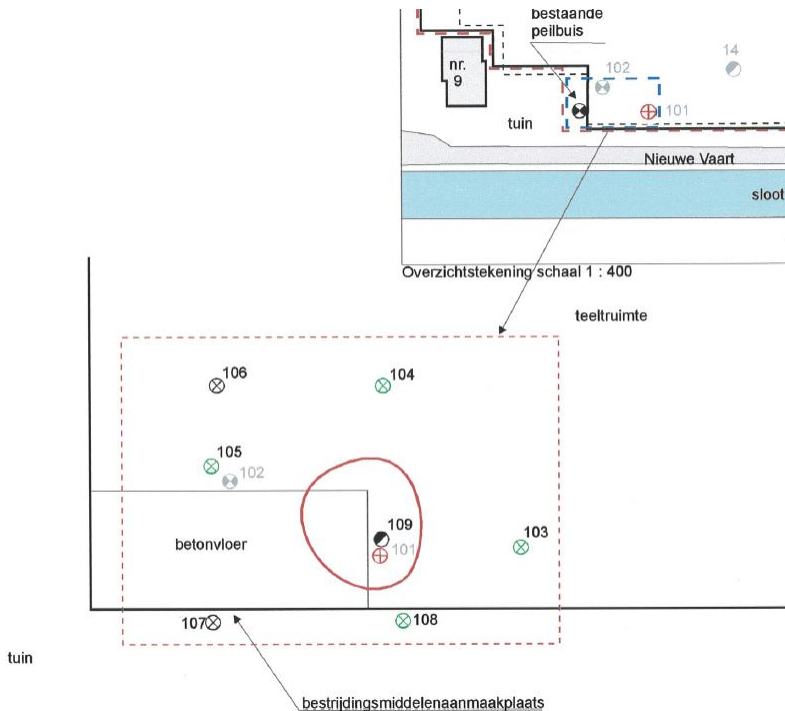 bestaande
peilbuis
nr.
9
14
102
101
tuin
Nieuwe Vaart
sloot
Overzichtstekening schaal 1 : 400
teeltruimte
106
104
105
102
109
101
betonvloer
103
107
108
tuin
bestrijdingsmiddelenaanmaakplaats